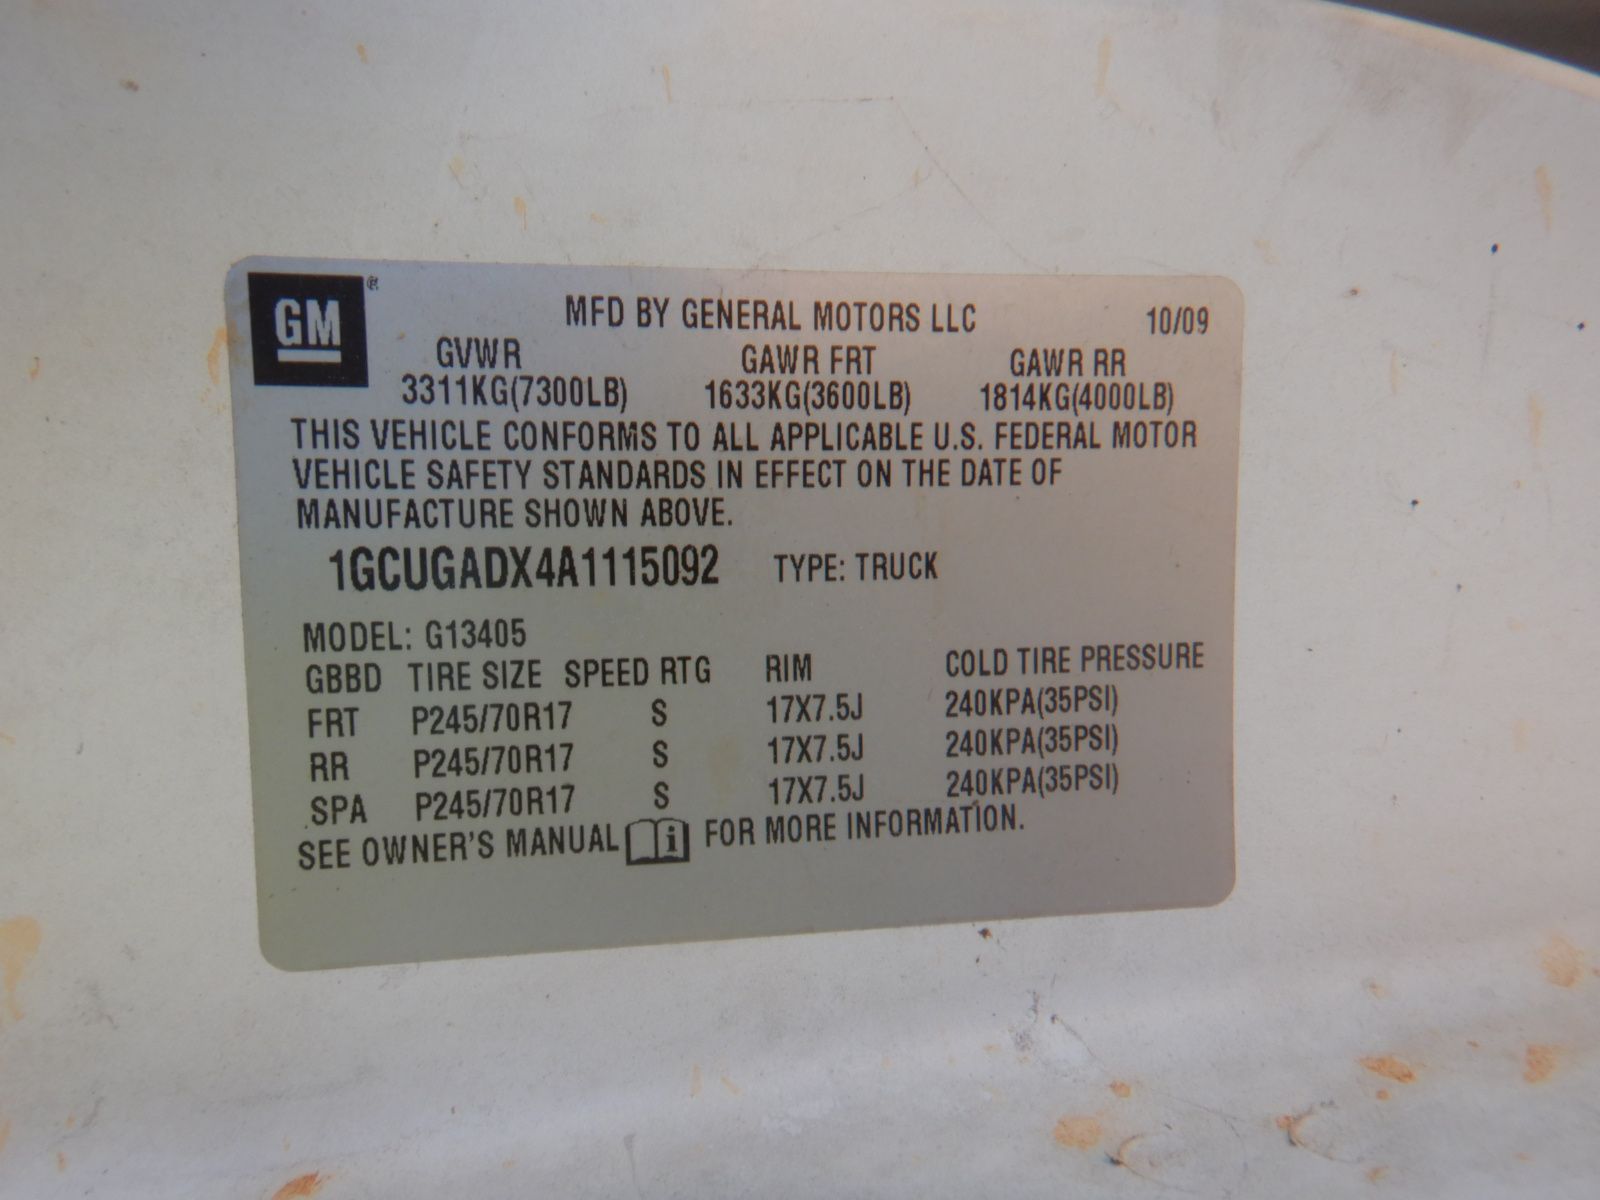 GM
MFD BY GENERAL MOTORS LLC 10/09
GVWR GAWR FRT GAWR RR
3311KG(7300LB) 1633KG(3600LB) 1814KG(4000LB)
THIS VEHICLE CONFORMS TO ALL APPLICABLE U.S. FEDERAL MOTOR
VEHICLE SAFETY STANDARDS IN EFFECT ON THE DATE OF
MANUFACTURE SHOWN ABOVE.
1GCUGADX4A1115092 TYPE: TRUCK
MODEL: G13405
GBBD TIRE SIZE SPEED RTG RIM COLD TIRE PRESSURE
FRT P245/70R17 S 17X7.5J 240KPA(35PSI)
RR P245/70R17 S 17X7.5J 240KPA(35PSI)
SPA P245/70R17 S 17X7.5J 240KPA(35PSI)
SEE OWNER'S MANUAL i FOR MORE INFORMATION.